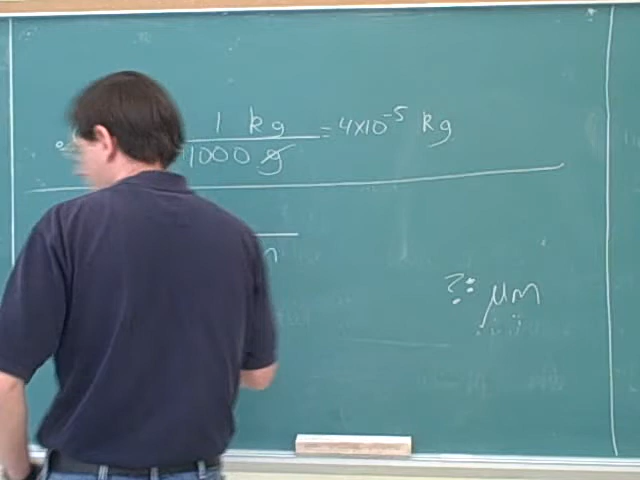 1 kg
1000 g = 4x10⁻⁵ kg
?: μm